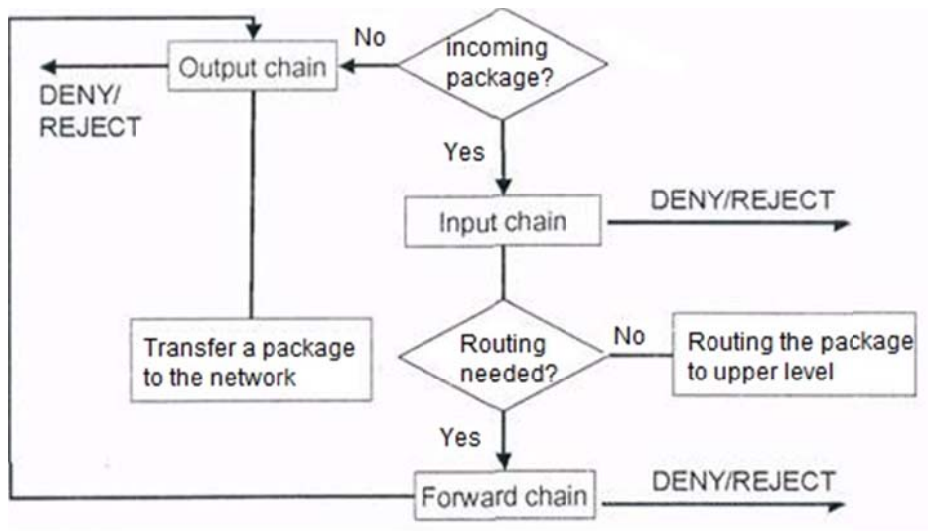 No
incoming
package?
Output chain
DENY/
REJECT
Yes
Input chain
DENY/REJECT
Transfer a package
to the network
Routing
needed?
No
Routing the package
to upper level
Yes
Forward chain
DENY/REJECT